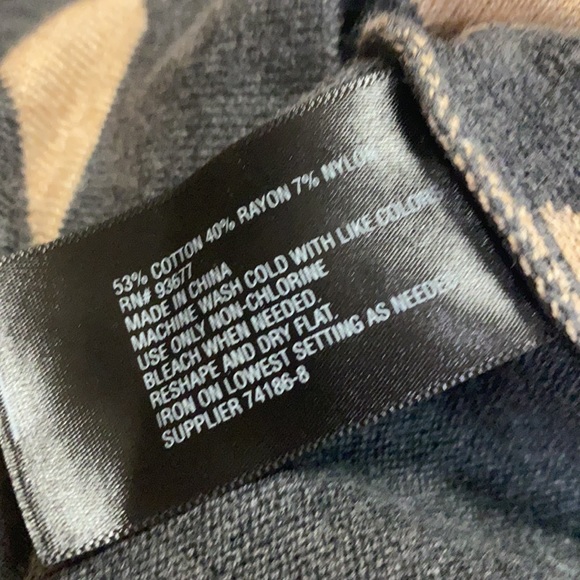 53% COTTON 40% RAYON 7% NYLON
RN# 93677
MADE IN CHINA
MACHINE WASH COLD WITH LIKE COLORS
USE ONLY NON-CHLORINE
BLEACH WHEN NEEDED.
RESHAPE AND DRY FLAT.
IRON ON LOWEST SETTING AS NEEDED
SUPPLIER 74186-8